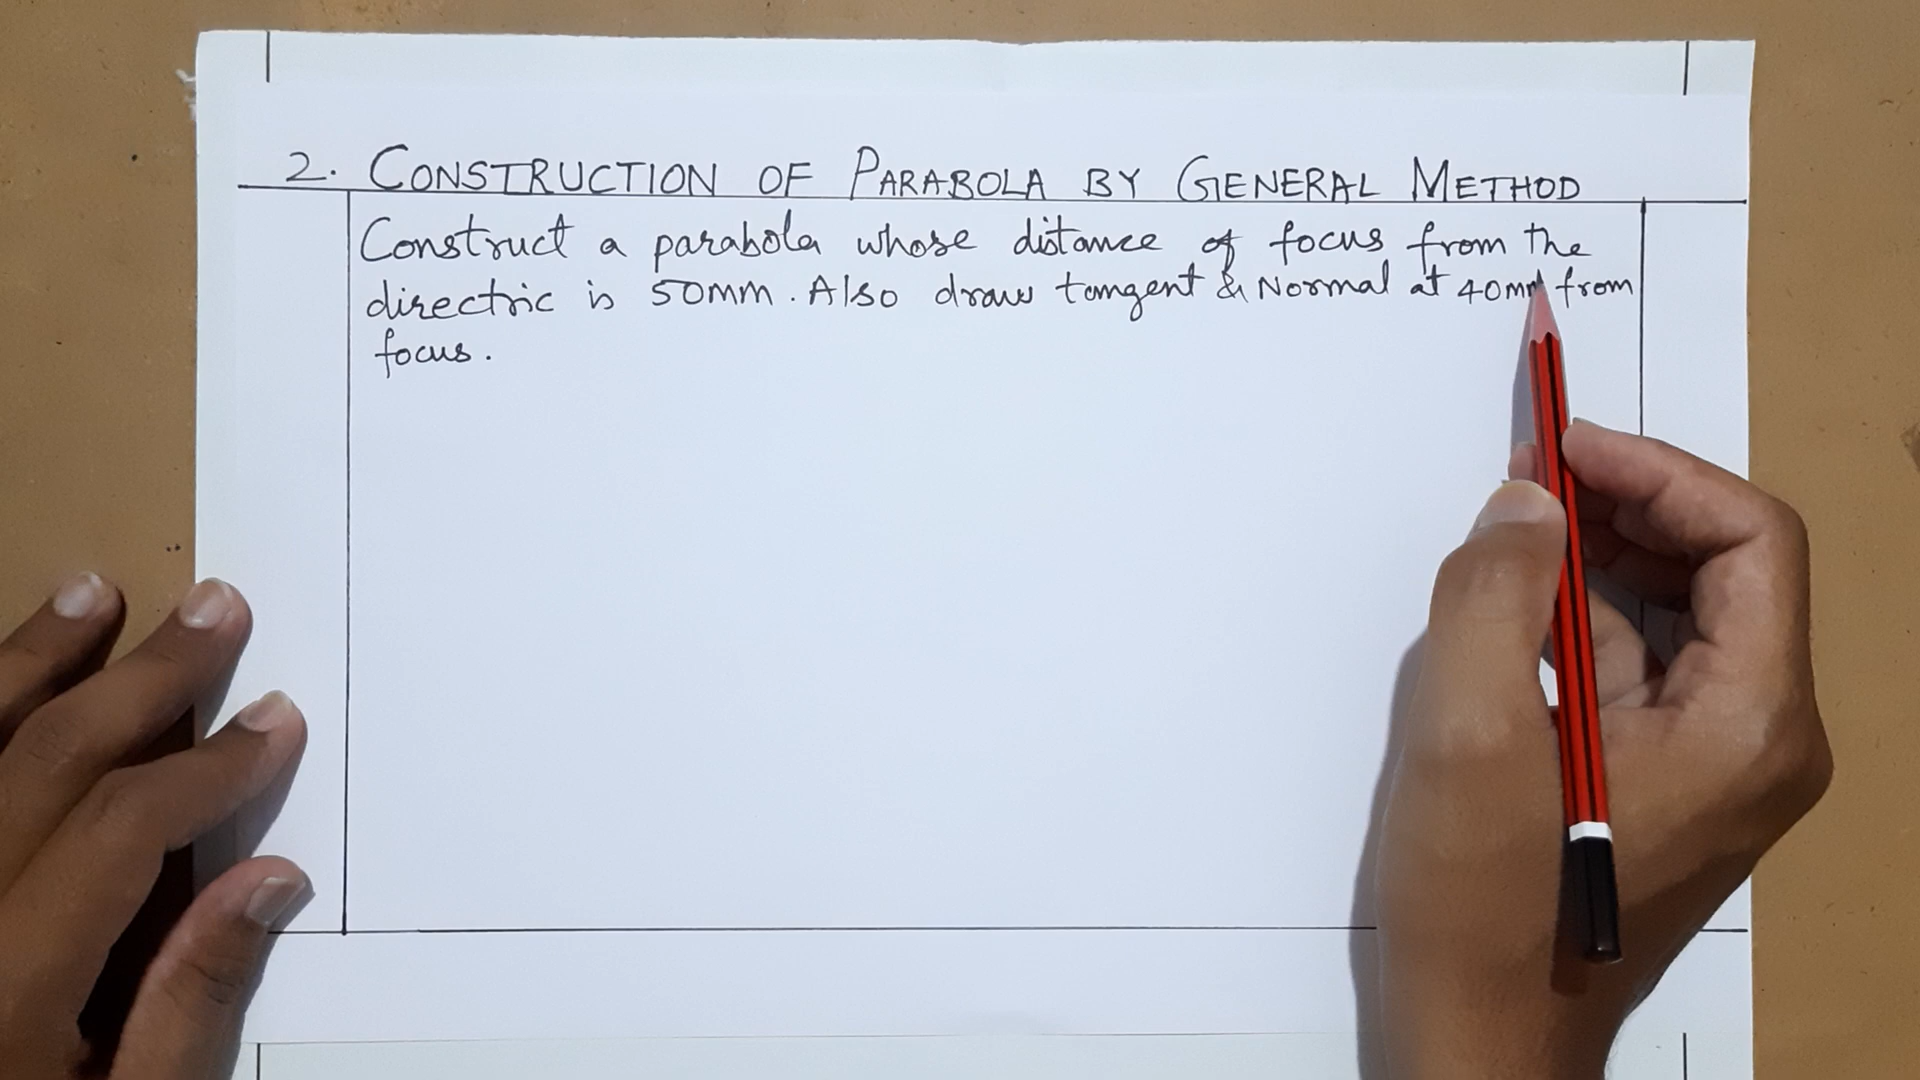 2. CONSTRUCTION OF PARABOLA BY GENERAL METHOD
Construct a parabola whose distance of focus from the
directric is 50mm. Also draw tangent & Normal at 40mm from
focus.